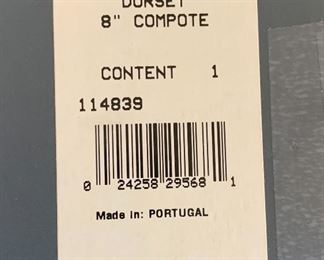 DORSET
8" COMPOTE
CONTENT 1
114839
0 24258 29568 1
Made in: PORTUGAL